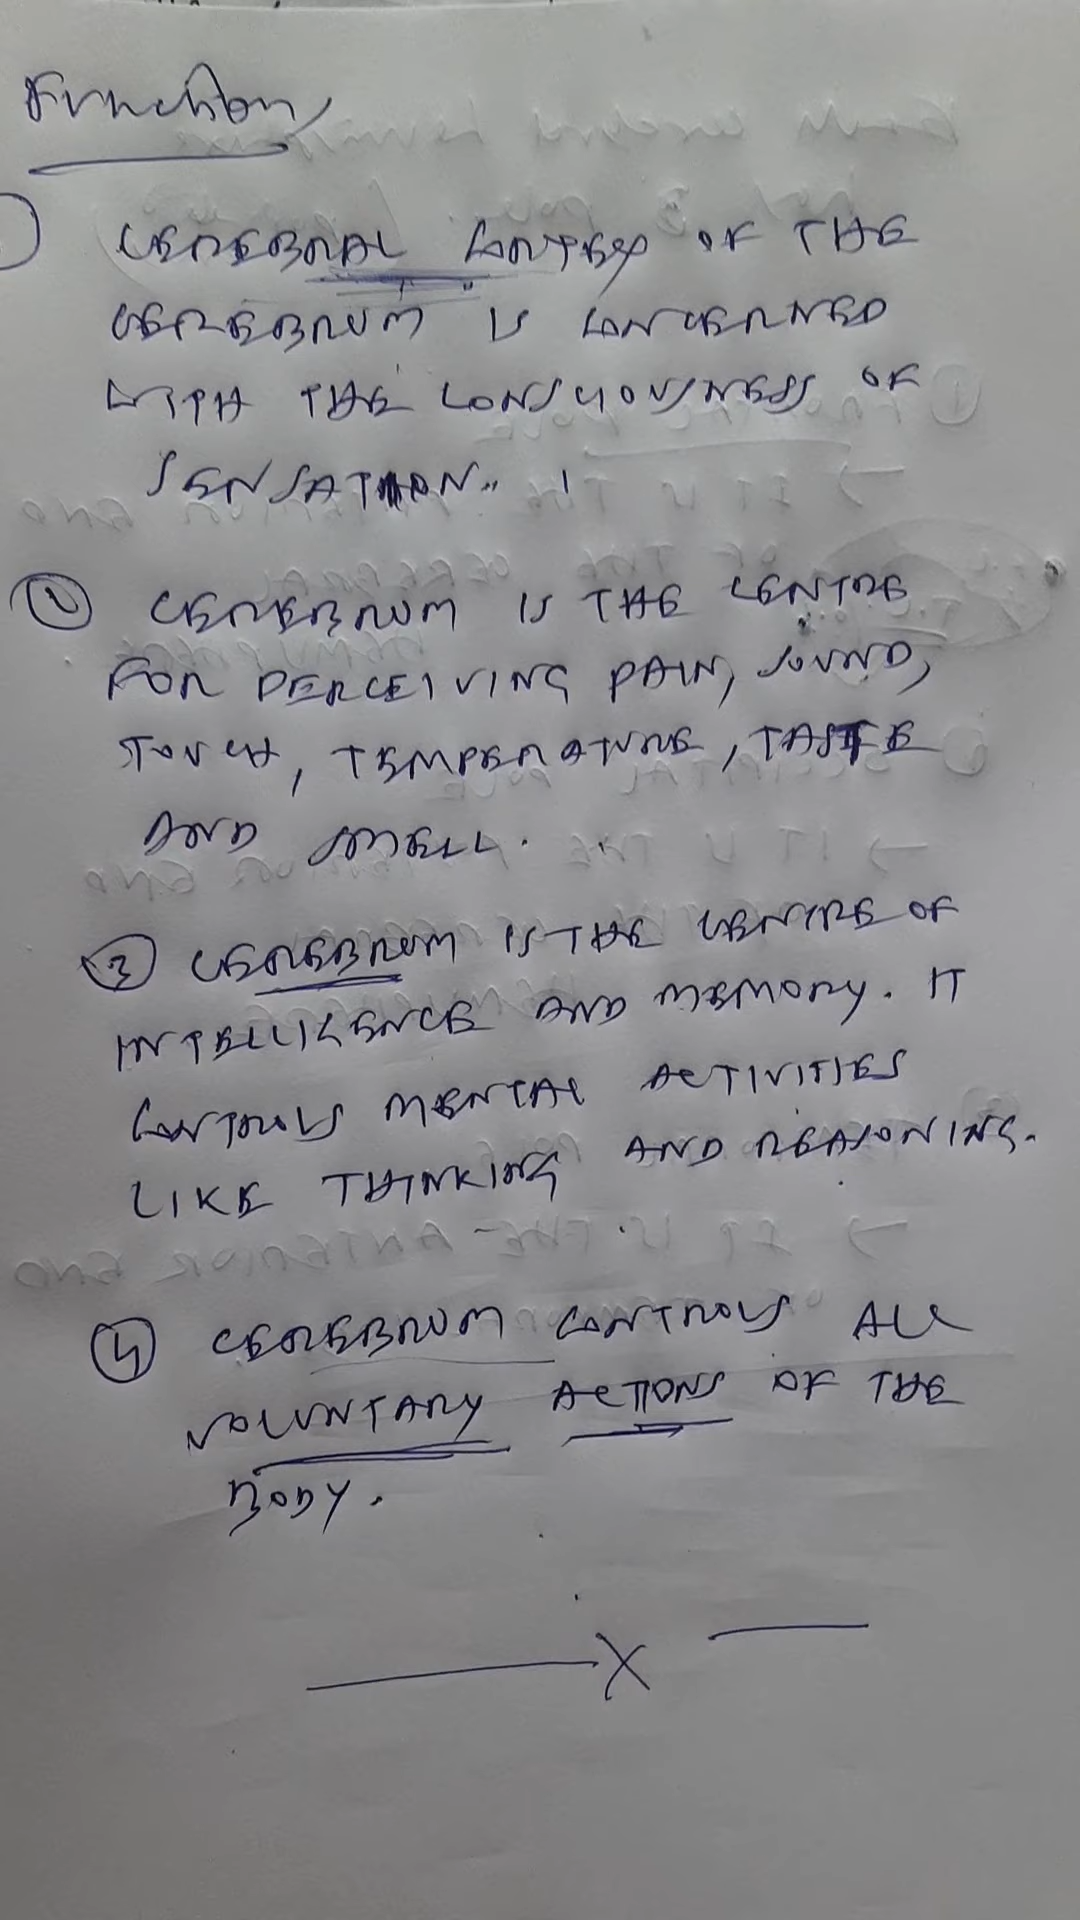 Function
CEREBRAL CORTEX OF THE
CEREBRUM IS CONCERNED
WITH THE CONSCIOUSNESS OF
SENSATION.
② CEREBRUM IS THE CENTRE
FOR PERCEIVING PAIN, SOUND,
TOUCH, TEMPERATURE, TASTE
AND SMELL.
③ CEREBRUM IS THE CENTRE OF
INTELLIGENCE AND MEMORY. IT
CONTROLS MENTAL ACTIVITIES
LIKE THINKING AND REASONING.
④ CEREBRUM CONTROLS ALL
VOLUNTARY ACTIONS OF THE
BODY.
X